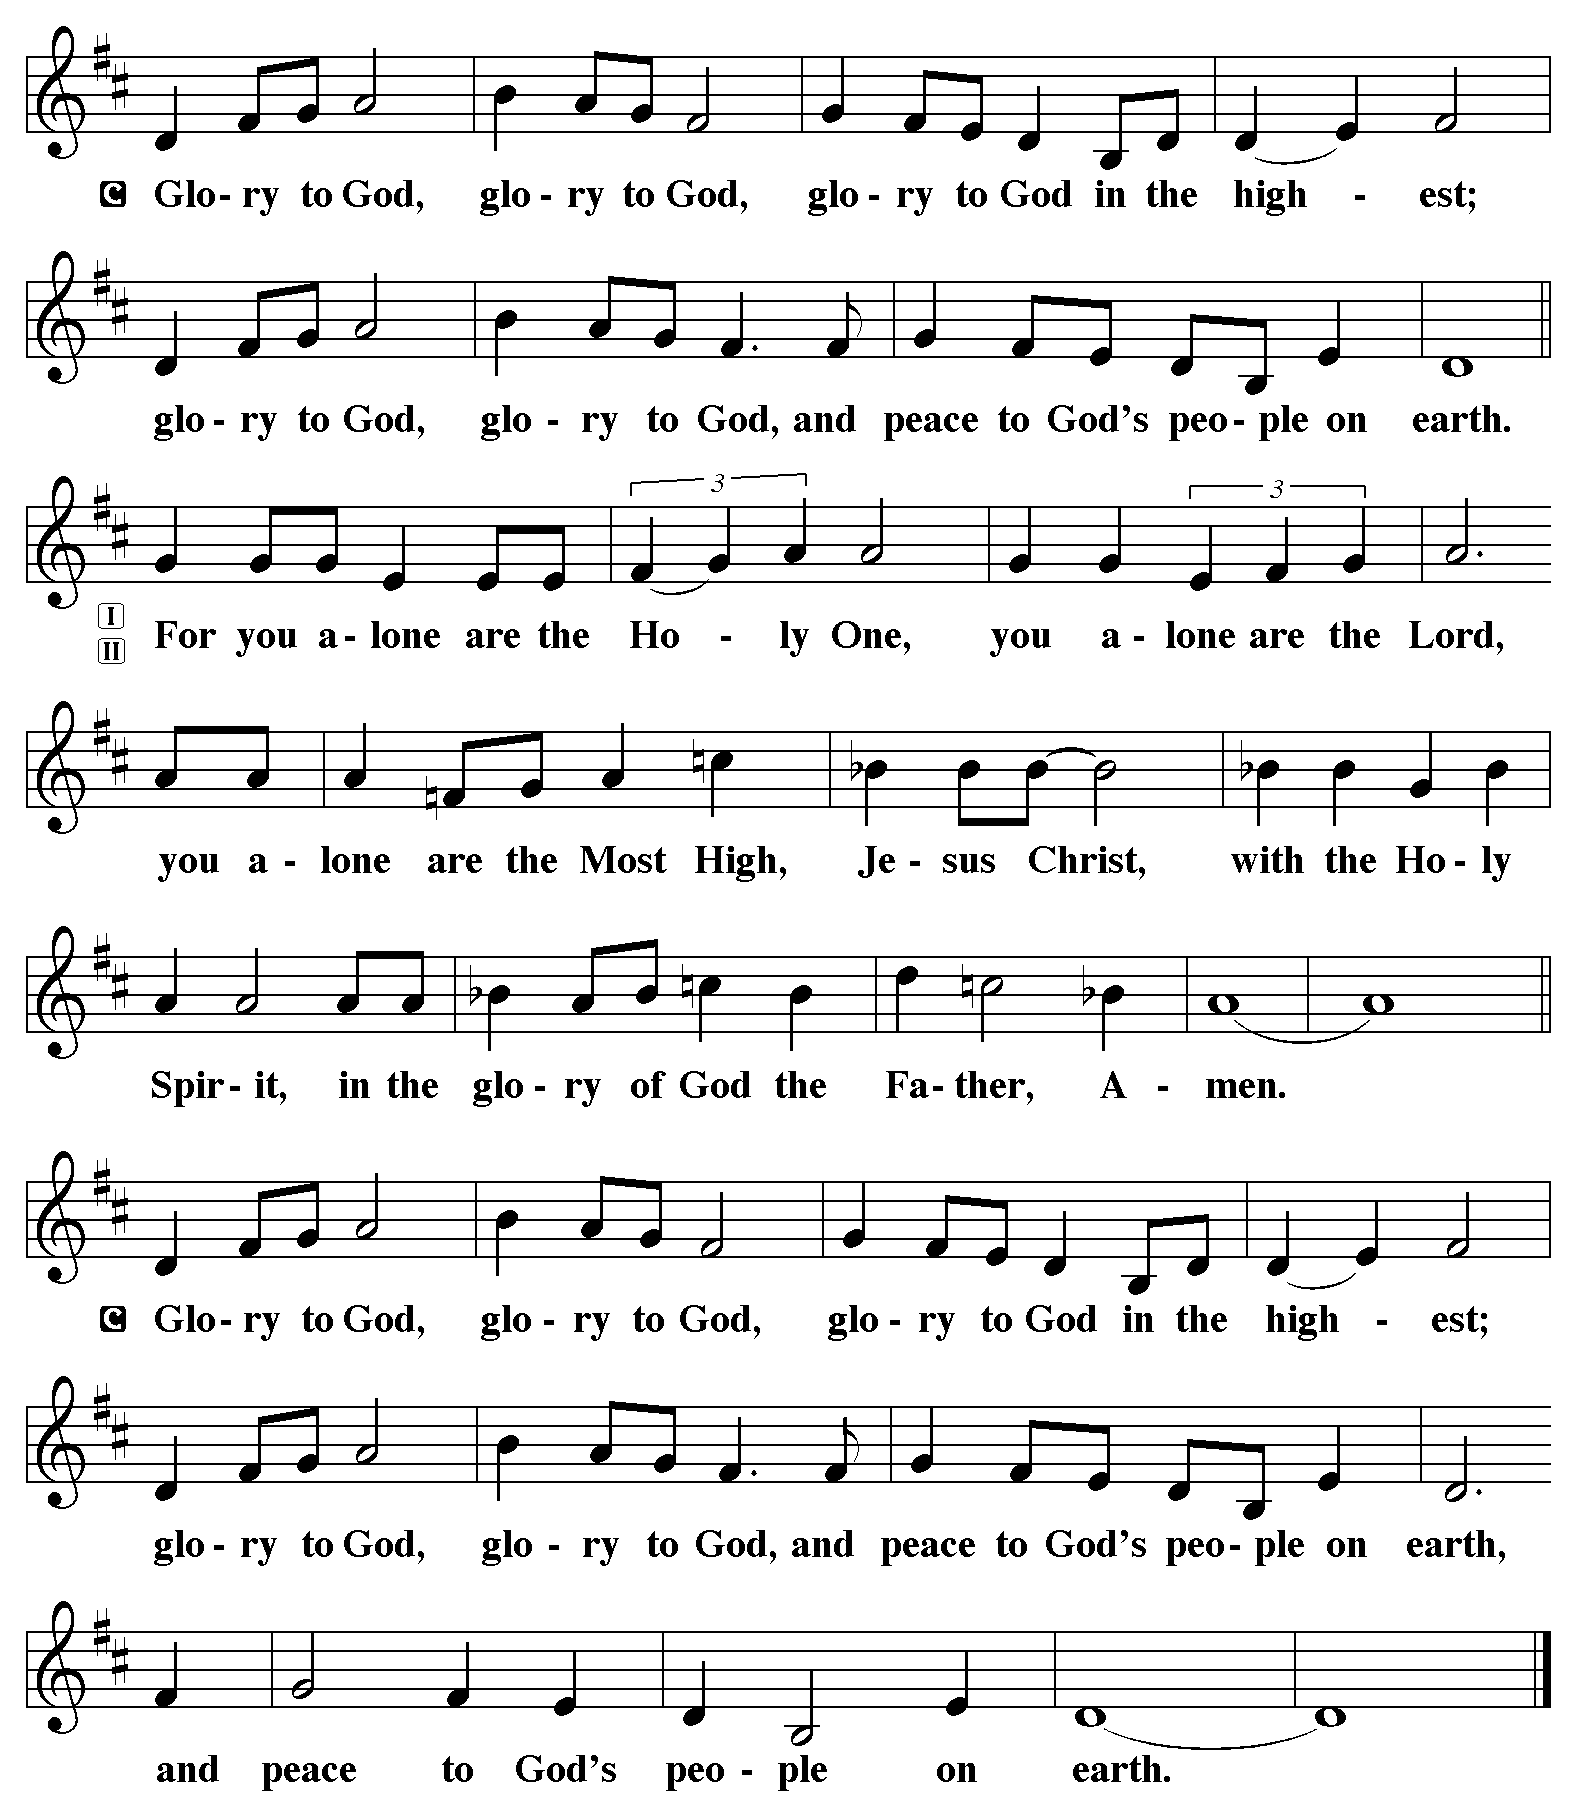 C Glo- ry to God, glo - ry to God, glo - ry to God in the high - est;
glo - ry to God, glo - ry to God, and peace to God's peo- ple on earth.
3 3
I
II For you a - lone are the Ho - ly One, you a - lone are the Lord,
you a - lone are the Most High, Je - sus Christ, with the Ho - ly
Spir- it, in the glo - ry of God the Fa- ther, A - men.
C Glo- ry to God, glo - ry to God, glo - ry to God in the high - est;
glo - ry to God, glo - ry to God, and peace to God's peo- ple on earth,
and peace to God's peo - ple on earth.